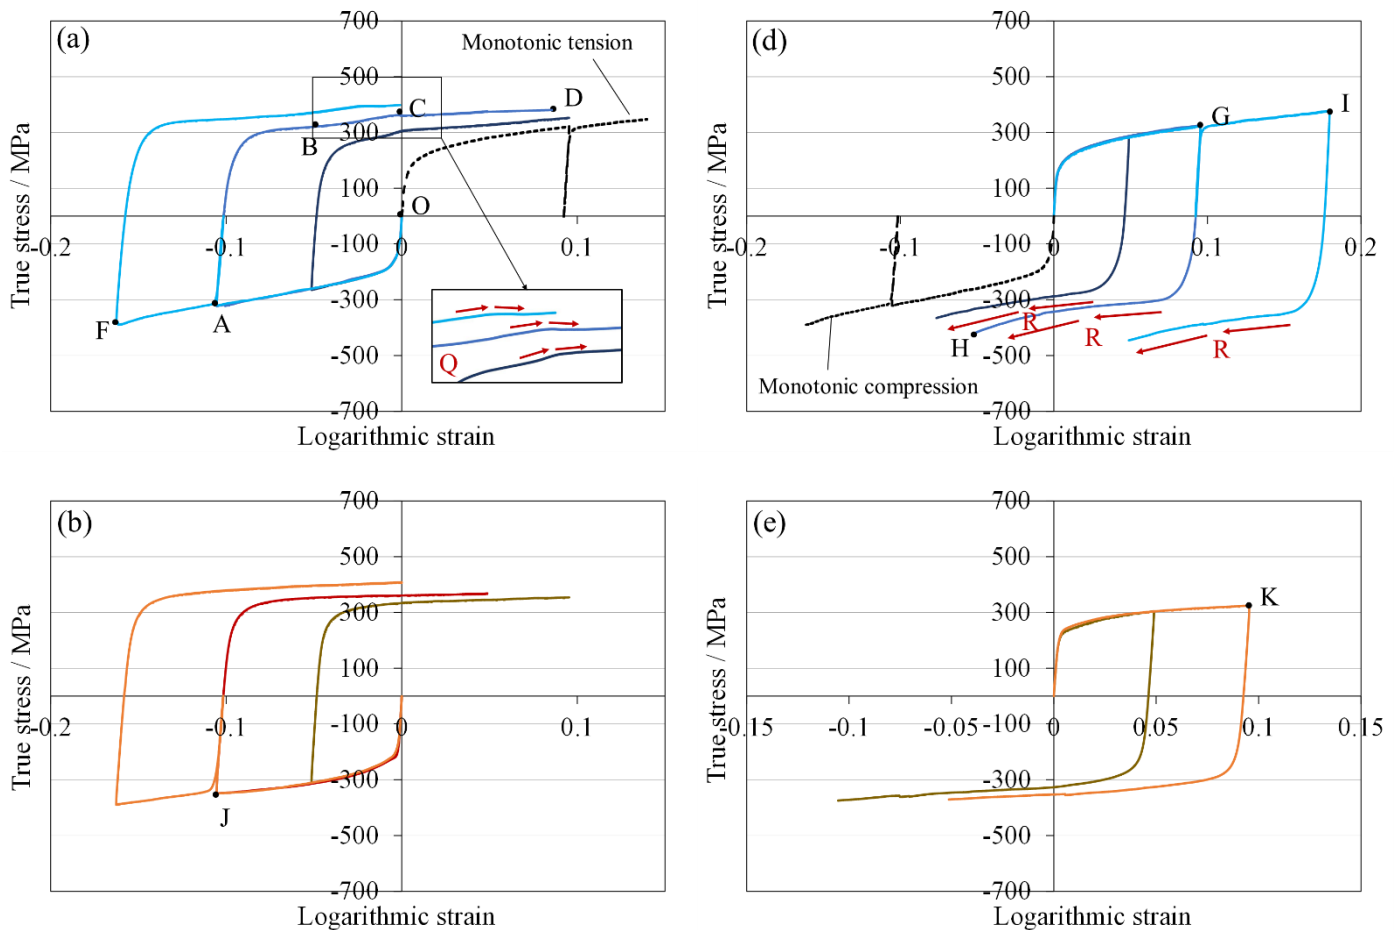 (a)
700
500
300
100
-100
-300
-500
-700
-0.2
-0.1
0
0.1
True stress / MPa
Logarithmic strain
Monotonic tension
B
C
D
O
F
A
Q
(d)
700
500
300
100
-100
-300
-500
-700
-0.2
-0.1
0
0.1
0.2
True stress / MPa
Logarithmic strain
Monotonic compression
G
I
H
R
R
R
(b)
700
500
300
100
-100
-300
-500
-700
-0.2
-0.1
0
0.1
True stress / MPa
Logarithmic strain
J
(e)
700
500
300
100
-100
-300
-500
-700
-0.15
-0.1
-0.05
0
0.05
0.1
0.15
True stress / MPa
Logarithmic strain
K